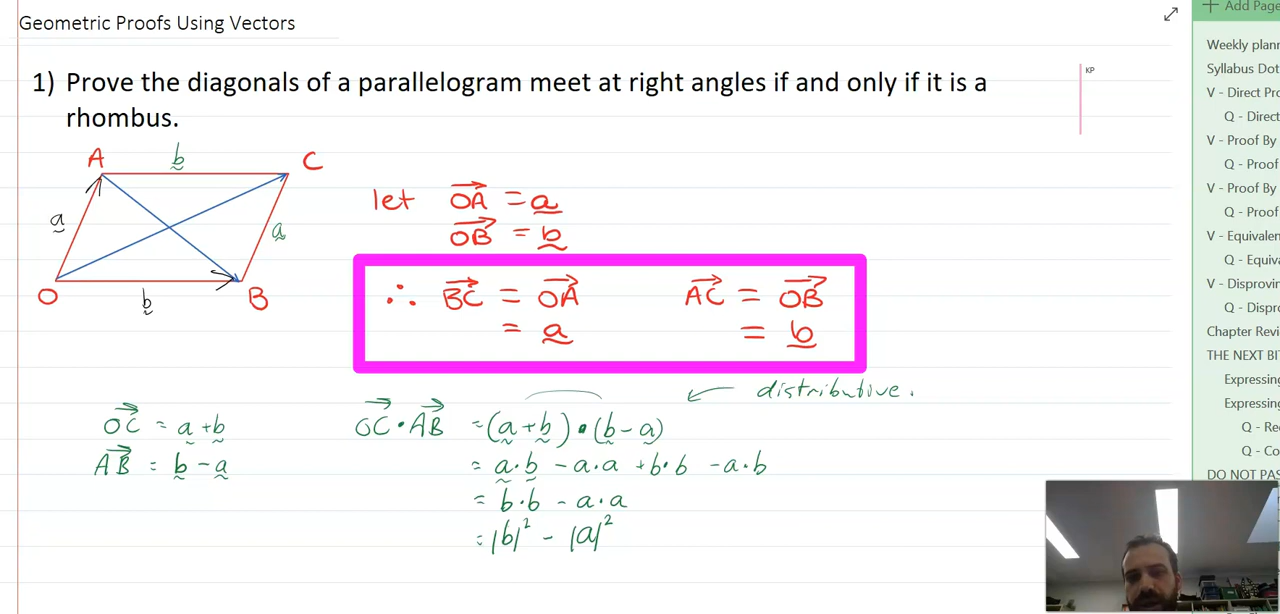 Geometric Proofs Using Vectors
Add Page
KP
1) Prove the diagonals of a parallelogram meet at right angles if and only if it is a
rhombus.
A b C
a a
O b B
let OA = a
OB = b
∴ BC = OA AC = OB
= a = b
distributive.
OC = a + b
AB = b - a
OC · AB = (a + b) · (b - a)
= a · b - a · a + b · b - a · b
= b · b - a · a
= |b|² - |a|²
Weekly plann
Syllabus Dot
V - Direct Pro
Q - Direct
V - Proof By
Q - Proof
V - Proof By
Q - Proof
V - Equivalen
Q - Equiva
V - Disprovin
Q - Dispro
Chapter Revi
THE NEXT BI
Expressing
Expressing
Q - Re
Q - Co
DO NOT PAS